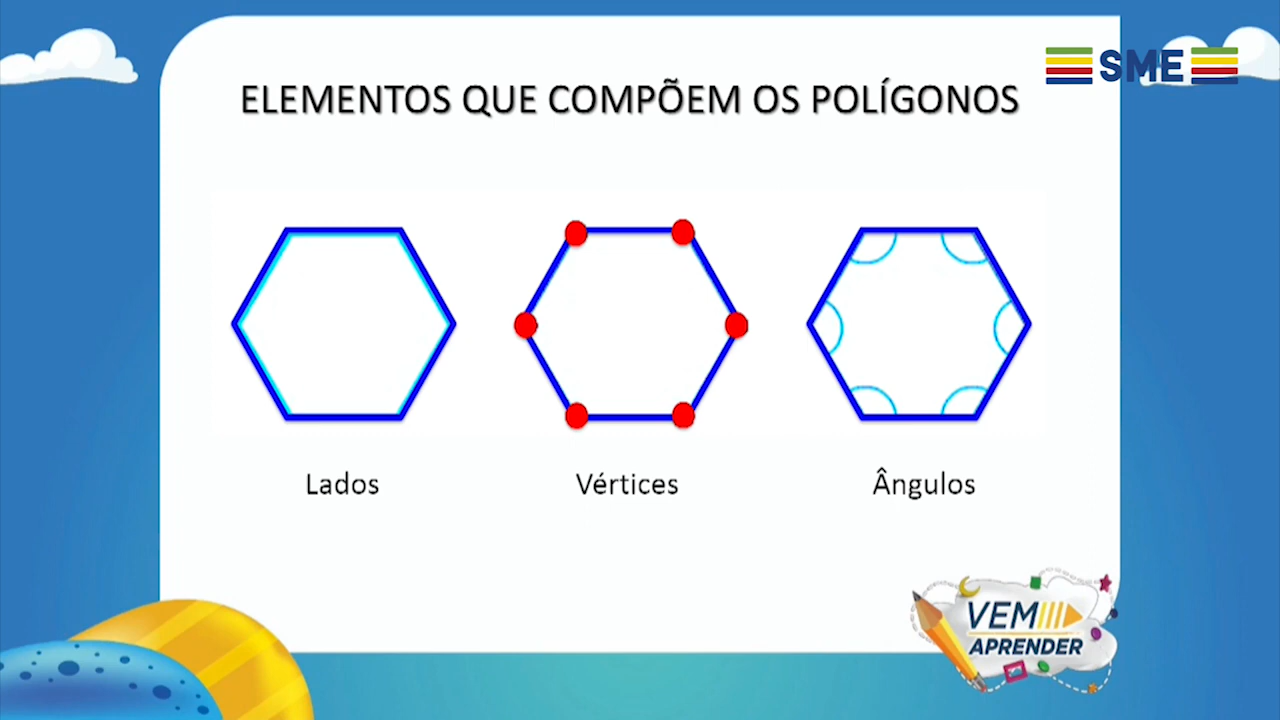 SME
ELEMENTOS QUE COMPÕEM OS POLÍGONOS
Lados
Vértices
Ângulos
VEM
APRENDER